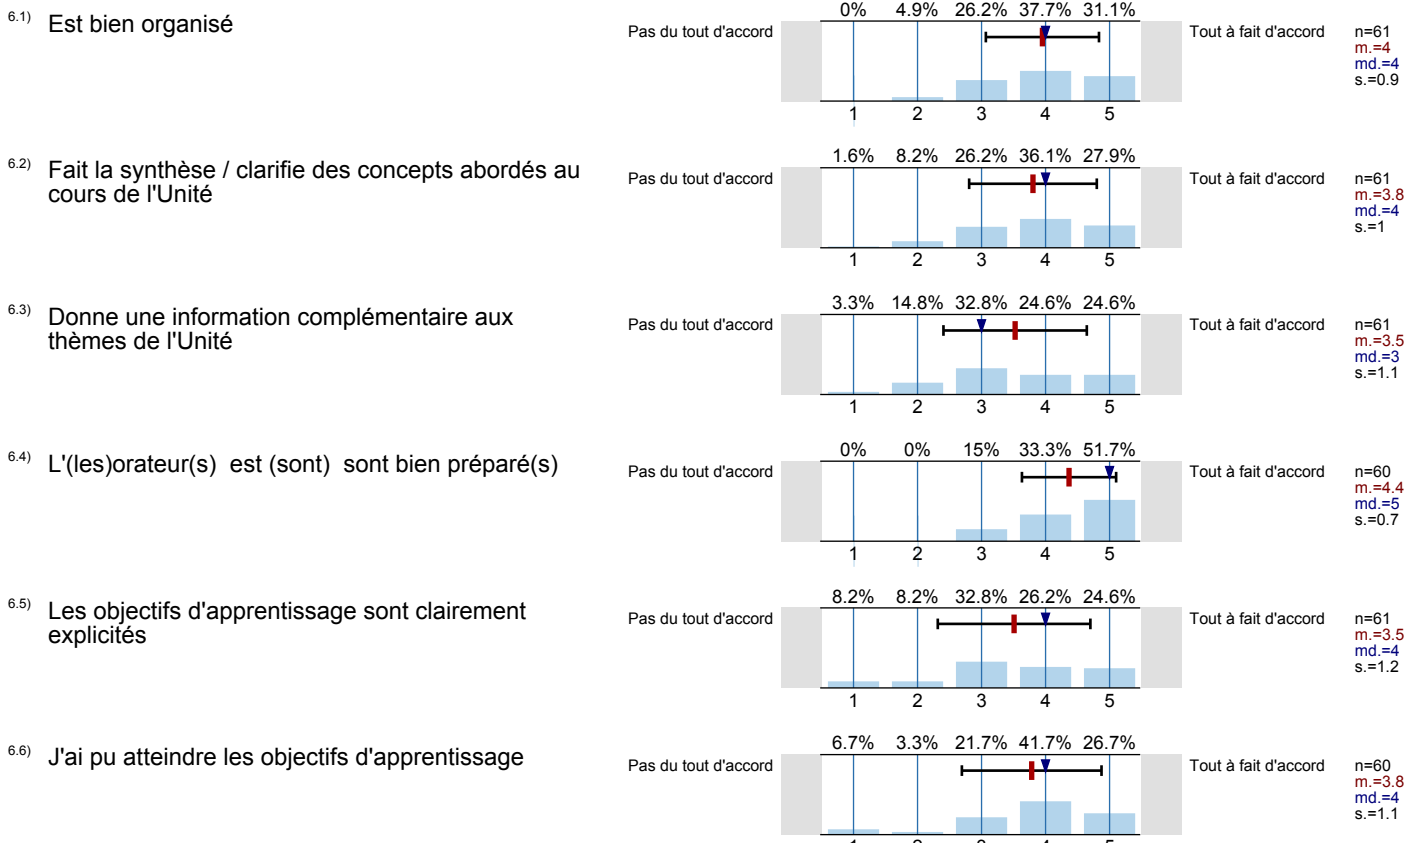 6.1) Est bien organisé
0% 4.9% 26.2% 37.7% 31.1%
Pas du tout d'accord
Tout à fait d'accord
n=61
m.=4
md.=4
s.=0.9
1 2 3 4 5
6.2) Fait la synthèse / clarifie des concepts abordés au
cours de l'Unité
1.6% 8.2% 26.2% 36.1% 27.9%
Pas du tout d'accord
Tout à fait d'accord
n=61
m.=3.8
md.=4
s.=1
1 2 3 4 5
6.3) Donne une information complémentaire aux
thèmes de l'Unité
3.3% 14.8% 32.8% 24.6% 24.6%
Pas du tout d'accord
Tout à fait d'accord
n=61
m.=3.5
md.=3
s.=1.1
1 2 3 4 5
6.4) L'(les)orateur(s) est (sont) sont bien préparé(s)
0% 0% 15% 33.3% 51.7%
Pas du tout d'accord
Tout à fait d'accord
n=60
m.=4.4
md.=5
s.=0.7
1 2 3 4 5
6.5) Les objectifs d'apprentissage sont clairement
explicités
8.2% 8.2% 32.8% 26.2% 24.6%
Pas du tout d'accord
Tout à fait d'accord
n=61
m.=3.5
md.=4
s.=1.2
1 2 3 4 5
6.6) J'ai pu atteindre les objectifs d'apprentissage
6.7% 3.3% 21.7% 41.7% 26.7%
Pas du tout d'accord
Tout à fait d'accord
n=60
m.=3.8
md.=4
s.=1.1